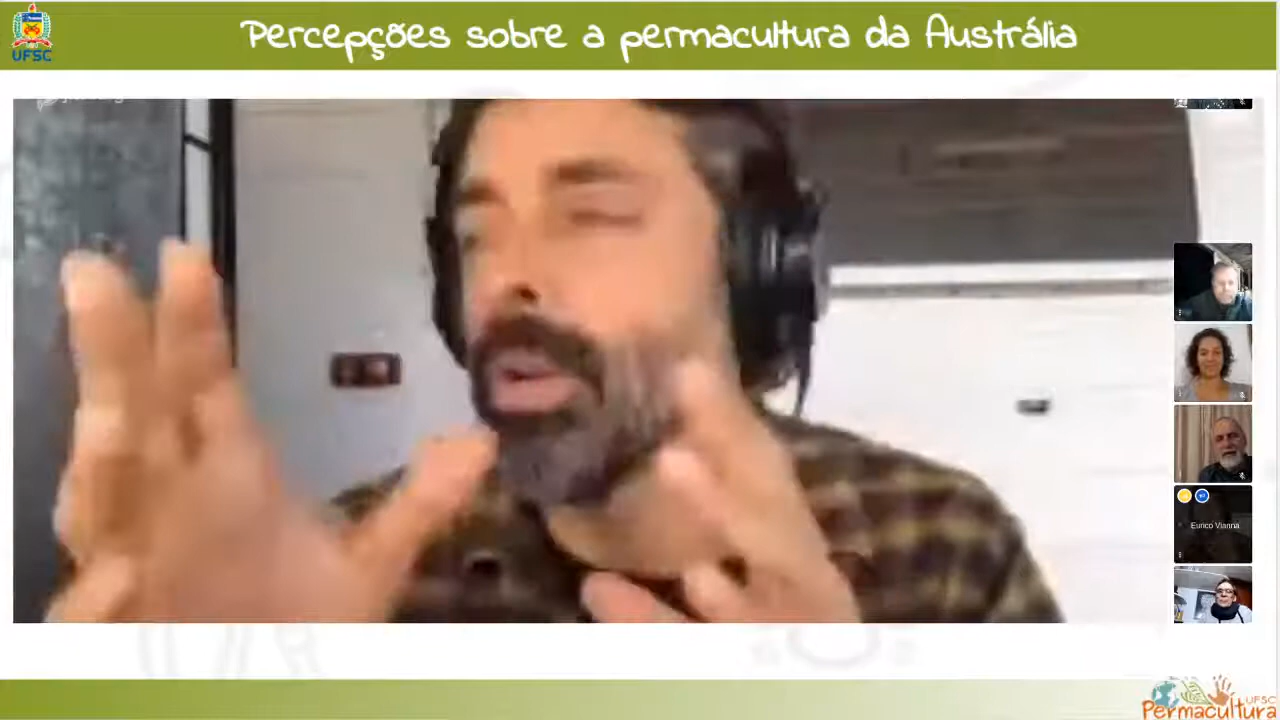 UFSC
Percepções sobre a permacultura da Austrália
Eurico Vianna
UFSC
Permacultura